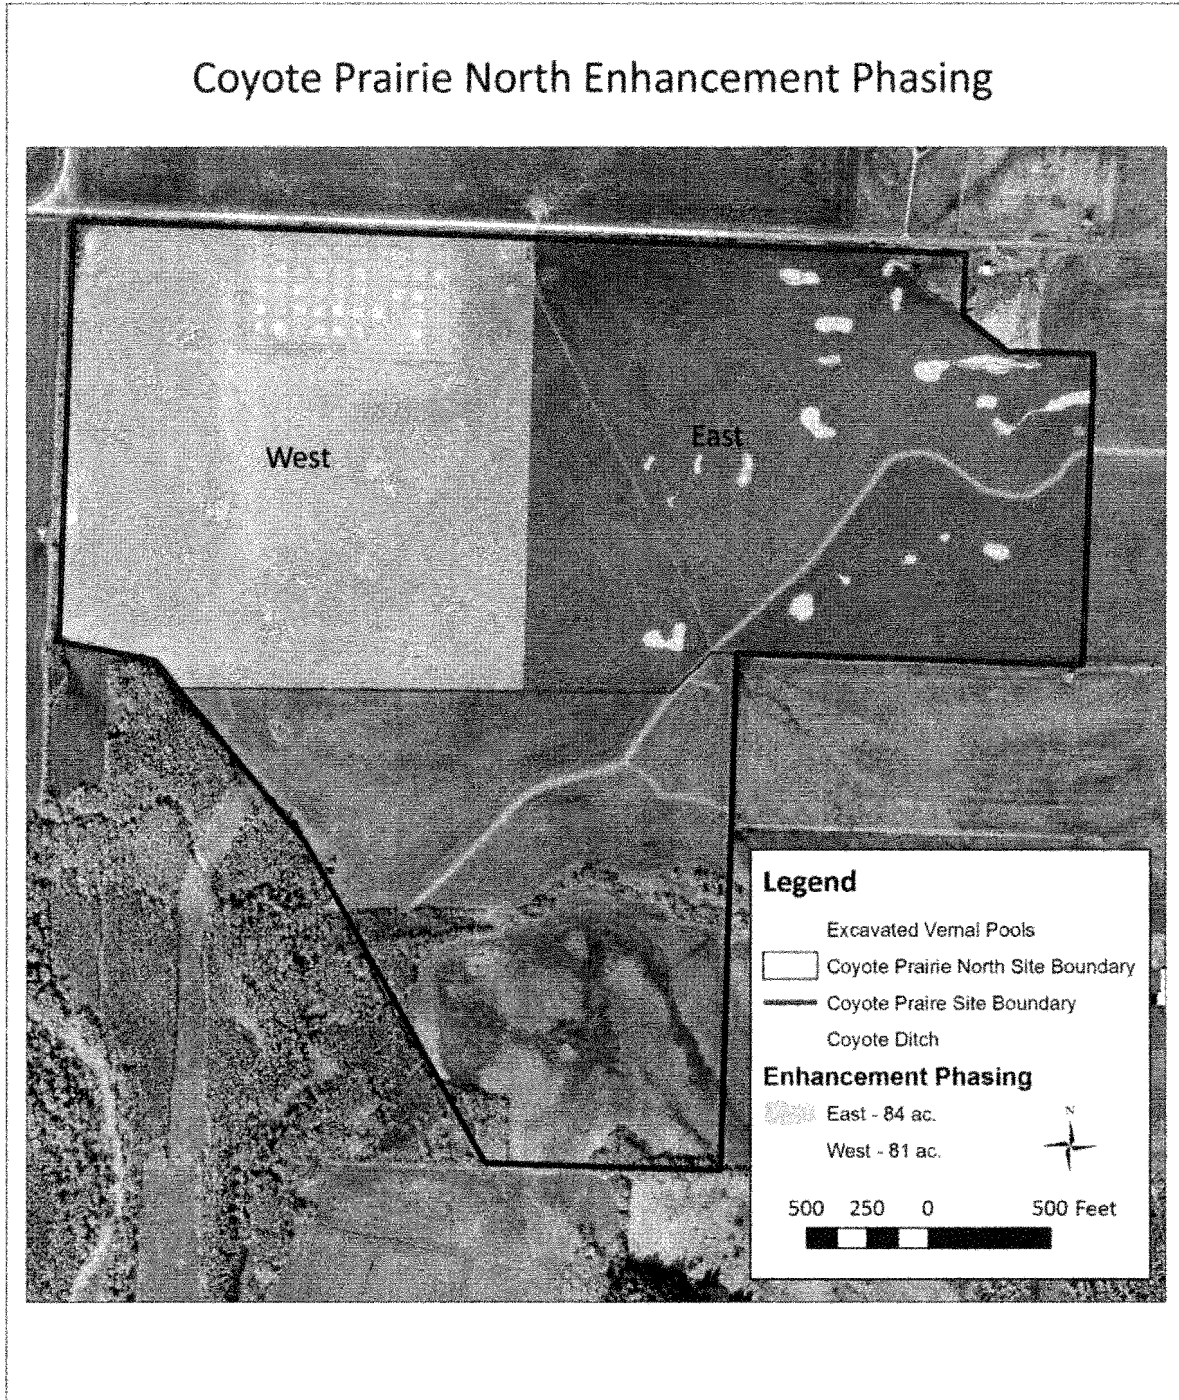 Coyote Prairie North Enhancement Phasing
West
East
Legend
Excavated Vernal Pools
Coyote Prairie North Site Boundary
Coyote Praire Site Boundary
Coyote Ditch
Enhancement Phasing
East - 84 ac.
West - 81 ac.
N
500 250 0 500 Feet